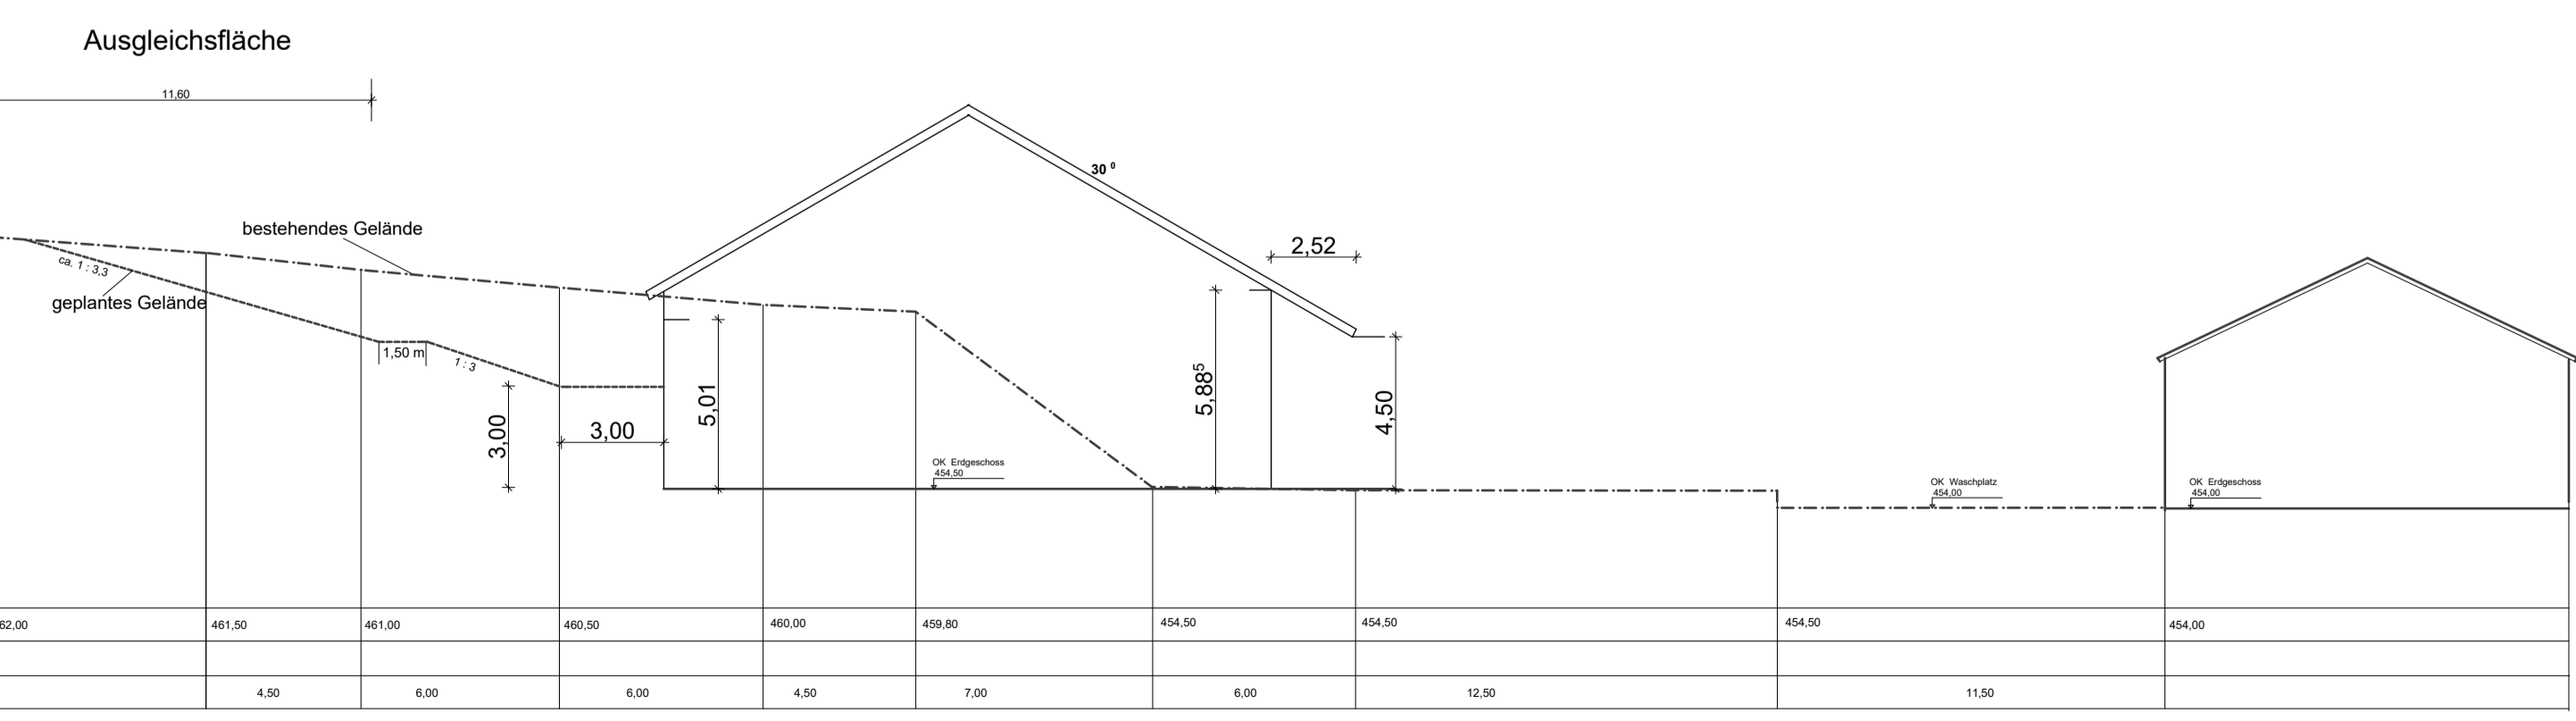 Ausgleichsfläche
11,60
bestehendes Gelände
ca. 1 : 3,3
geplantes Gelände
1,50 m
1 : 3
3,00
3,00
5,01
30 ⁰
2,52
5,88⁵
4,50
OK Erdgeschoss
454,50
OK Waschplatz
454,00
OK Erdgeschoss
454,00
62,00 461,50 461,00 460,50 460,00 459,80 454,50 454,50 454,50 454,00
4,50 6,00 6,00 4,50 7,00 6,00 12,50 11,50